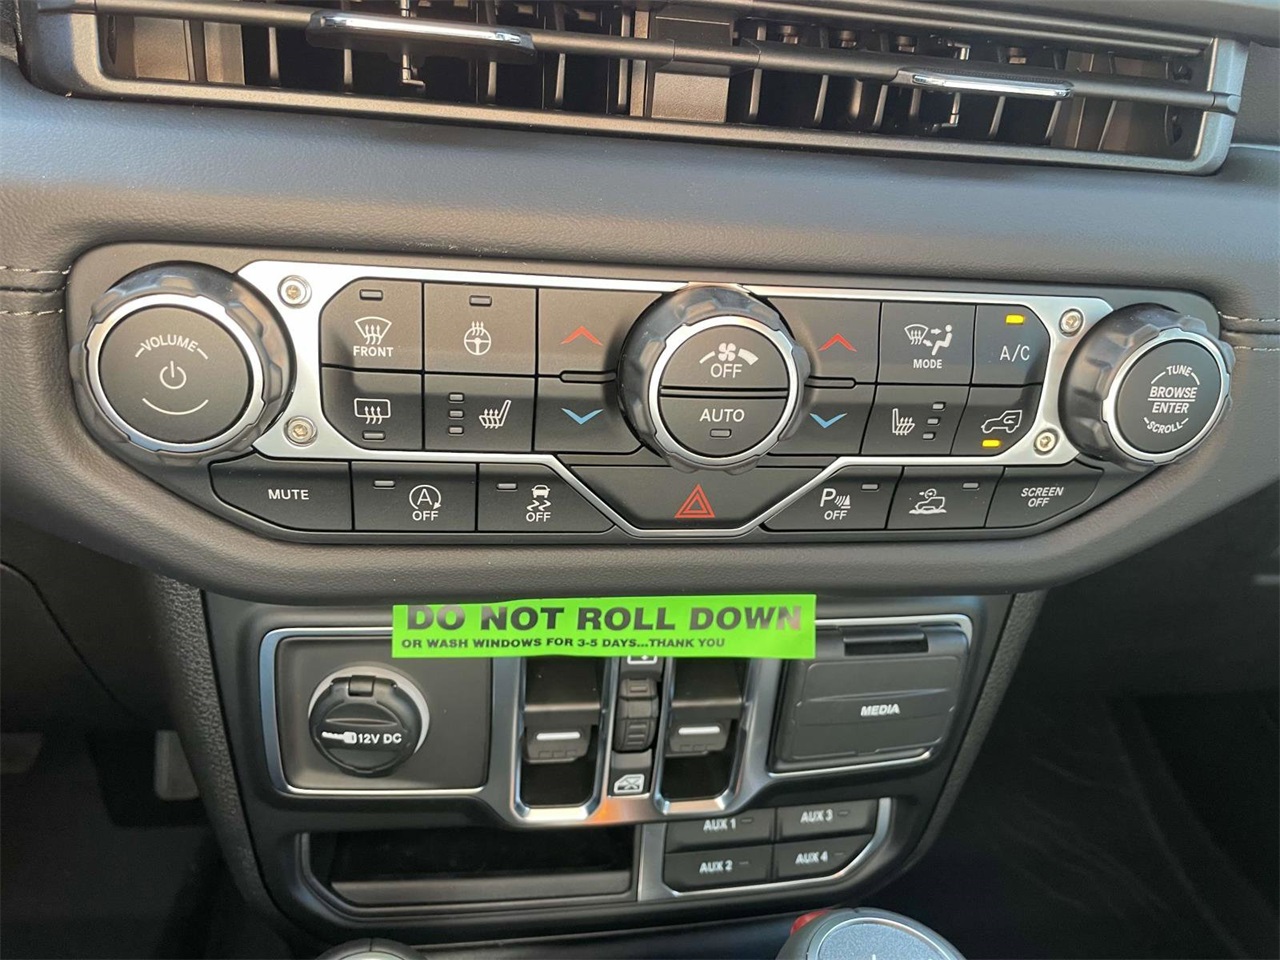 VOLUME
FRONT
OFF
AUTO
MODE
A/C
TUNE
BROWSE
ENTER
SCROLL
MUTE
A
OFF
OFF
P
OFF
SCREEN
OFF
DO NOT ROLL DOWN
OR WASH WINDOWS FOR 3-5 DAYS...THANK YOU
12V DC
MEDIA
AUX 1
AUX 3
AUX 2
AUX 4